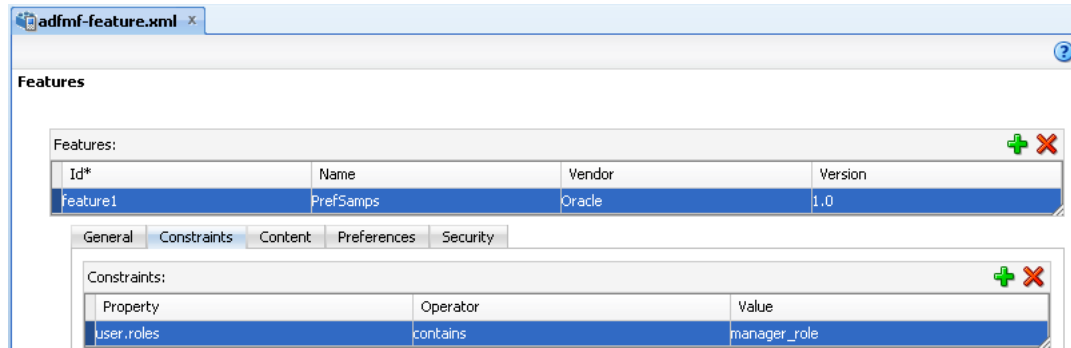 adfmf-feature.xml x
?
Features
Features:
Id* Name Vendor Version
feature1 PrefSamps Oracle 1.0
General Constraints Content Preferences Security
Constraints:
Property Operator Value
user.roles contains manager_role